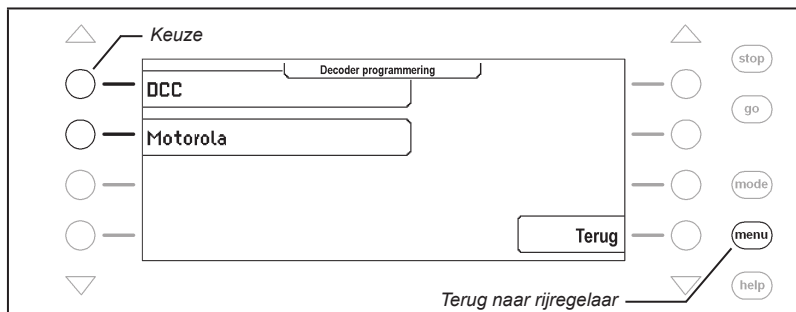 Keuze
stop
Decoder programmering
DCC
go
Motorola
mode
Terug
menu
help
Terug naar rijregelaar